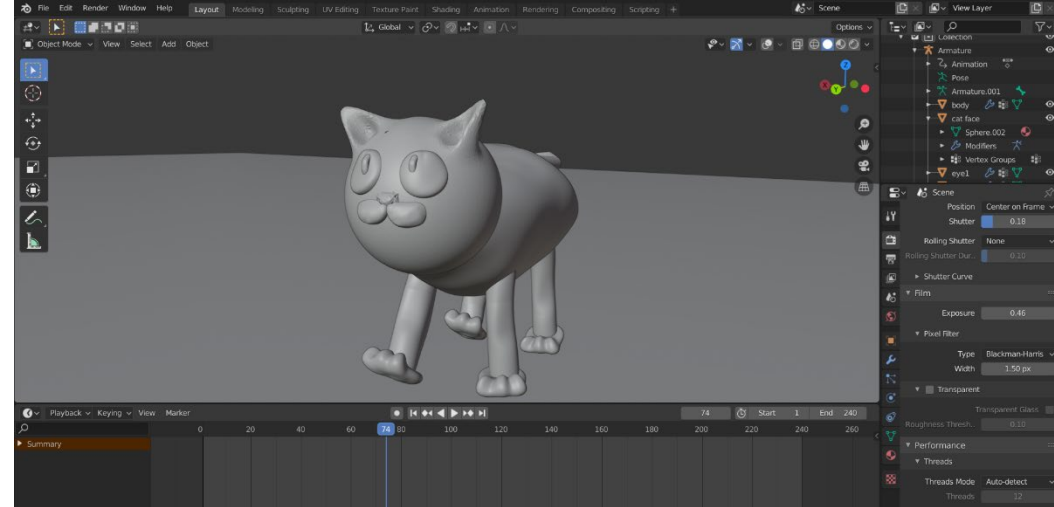 File Edit Render Window Help Layout Modeling Sculpting UV Editing Texture Paint Shading Animation Rendering Compositing Scripting + Scene View Layer
Global Options
Object Mode View Select Add Object
Collection
Armature
Animation
Pose
Armature.001
body
cat face
Sphere.002
Modifiers
Vertex Groups
eye1
Z
X
Y
Scene
Position Center on Frame
Shutter 0.18
Rolling Shutter None
Rolling Shutter Dur.. 0.10
Shutter Curve
Film
Exposure 0.46
Pixel Filter
Type Blackman-Harris
Width 1.50 px
Transparent
Transparent Glass
Roughness Thresh.. 0.10
Performance
Threads
Threads Mode Auto-detect
Threads 12
Playback Keying View Marker 74 Start 1 End 240
0 20 40 60 74 80 100 120 140 160 180 200 220 240 260
Summary